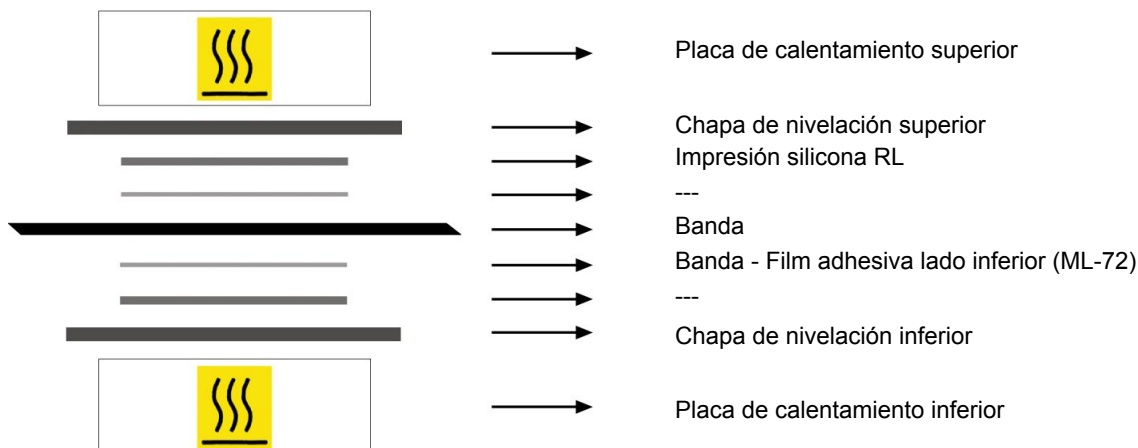 Placa de calentamiento superior
Chapa de nivelación superior
Impresión silicona RL
---
Banda
Banda - Film adhesiva lado inferior (ML-72)
---
Chapa de nivelación inferior
Placa de calentamiento inferior